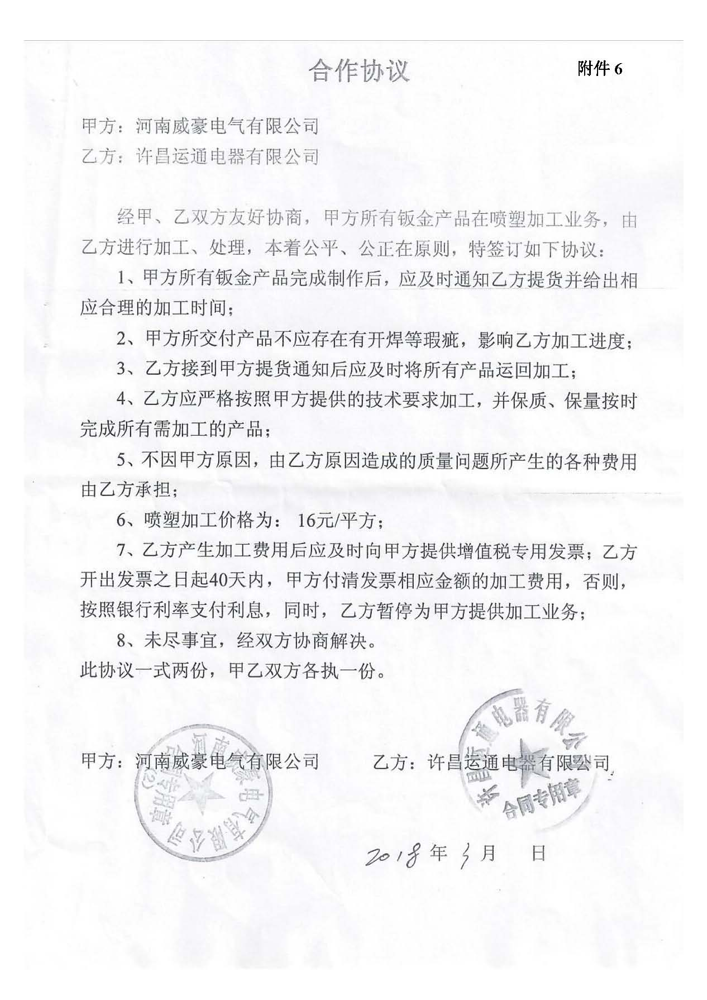 合作协议
附件 6
甲方：河南威豪电气有限公司
乙方：许昌运通电器有限公司
经甲、乙双方友好协商，甲方所有钣金产品在喷塑加工业务，由
乙方进行加工、处理，本着公平、公正在原则，特签订如下协议：
1、甲方所有钣金产品完成制作后，应及时通知乙方提货并给出相
应合理的加工时间；
2、甲方所交付产品不应存在有开焊等瑕疵，影响乙方加工进度；
3、乙方接到甲方提货通知后应及时将所有产品运回加工；
4、乙方应严格按照甲方提供的技术要求加工，并保质、保量按时
完成所有需加工的产品；
5、不因甲方原因，由乙方原因造成的质量问题所产生的各种费用
由乙方承担；
6、喷塑加工价格为： 16元/平方；
7、乙方产生加工费用后应及时向甲方提供增值税专用发票；乙方
开出发票之日起40天内，甲方付清发票相应金额的加工费用，否则，
按照银行利率支付利息，同时，乙方暂停为甲方提供加工业务；
8、未尽事宜，经双方协商解决。
此协议一式两份，甲乙双方各执一份。
甲方：河南威豪电气有限公司 乙方：许昌运通电器有限公司
河南威豪电气有限公司
合同专用章
(2)
许昌运通电器有限公司
合同专用章
2018 年 3 月 日